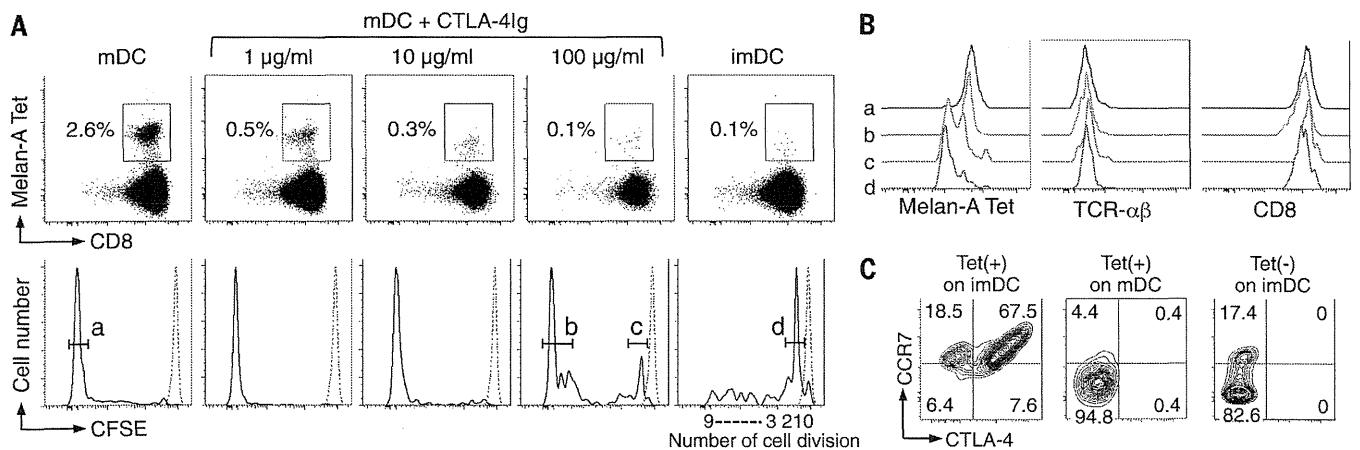 A
mDC + CTLA-4Ig
mDC
1 µg/ml
10 µg/ml
100 µg/ml
imDC
Melan-A Tet
2.6%
0.5%
0.3%
0.1%
0.1%
CD8
Cell number
a
b
c
d
CFSE
9------3 2 1 0
Number of cell division
B
a
b
c
d
Melan-A Tet
TCR-αβ
CD8
C
Tet(+)
on imDC
Tet(+)
on mDC
Tet(-)
on imDC
CCR7
18.5
67.5
6.4
7.6
4.4
0.4
94.8
0.4
17.4
0
82.6
0
CTLA-4